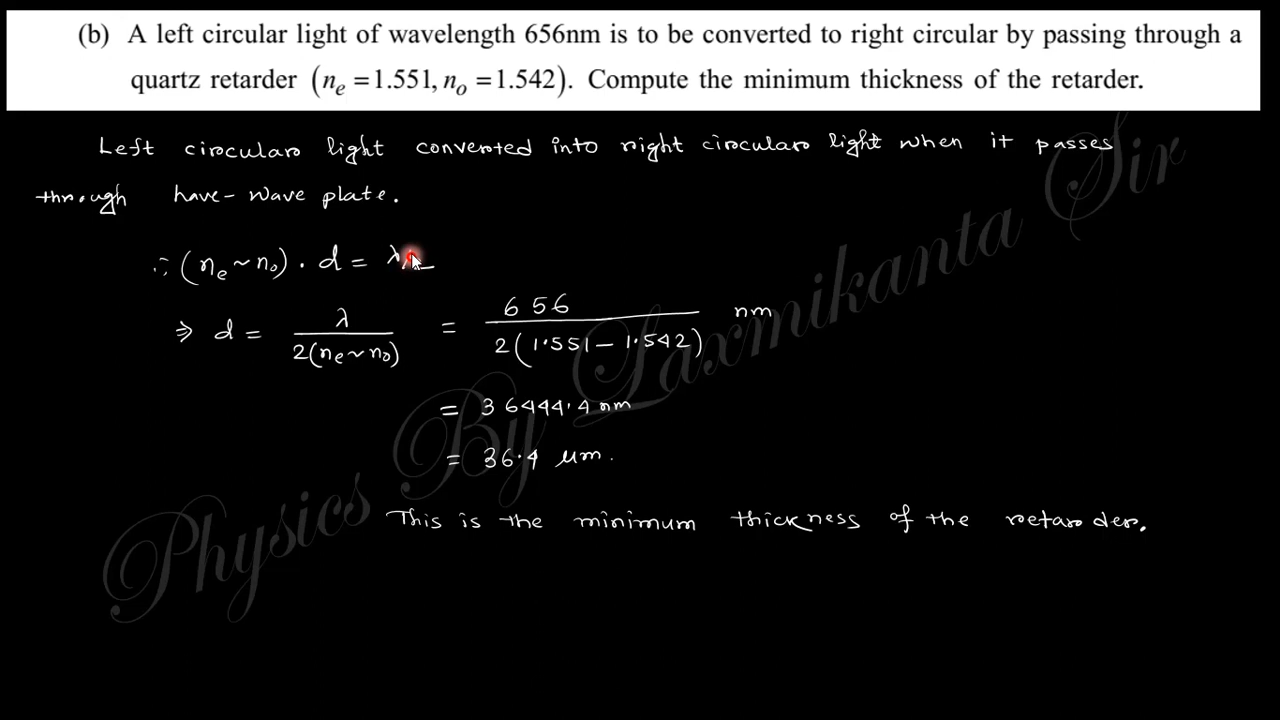 (b) A left circular light of wavelength 656nm is to be converted to right circular by passing through a
quartz retarder (nₑ = 1.551, nₒ = 1.542). Compute the minimum thickness of the retarder.
Left circular light converted into right circular light when it passes
through have-wave plate.
∴ (nₑ ~ n₀) · d = λ/2
⇒ d = λ / 2(nₑ ~ n₀) = 656 / 2(1.551 - 1.542) nm
= 36444.4 nm
= 36.4 μm.
This is the minimum thickness of the retarder.
Physics By Laxmikanta Sir